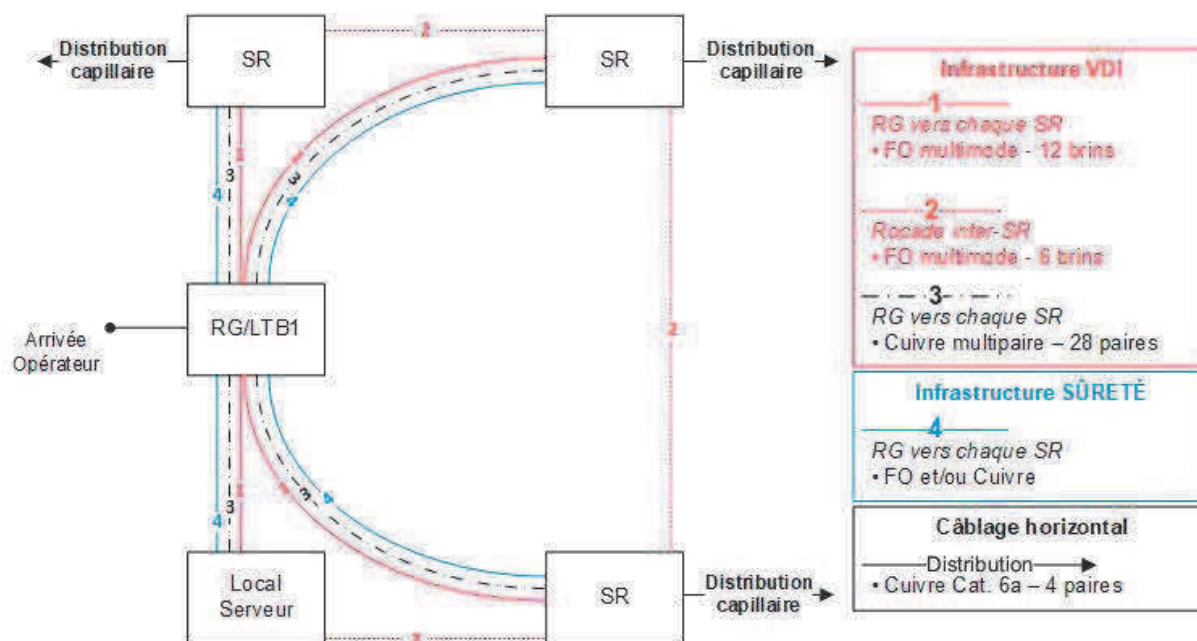 Distribution
capillaire
SR
2
SR
Distribution
capillaire
4
3
1
1
3
4
Arrivée
Opérateur
RG/LTB1
2
4
3
1
1
3
4
Local
Serveur
2
SR
Distribution
capillaire
Infrastructure VDI
1
RG vers chaque SR
• FO multimode - 12 brins
2
Rocade inter-SR
• FO multimode - 6 brins
3
RG vers chaque SR
• Cuivre multipaire – 28 paires
Infrastructure SÛRETÉ
4
RG vers chaque SR
• FO et/ou Cuivre
Câblage horizontal
Distribution
• Cuivre Cat. 6a – 4 paires